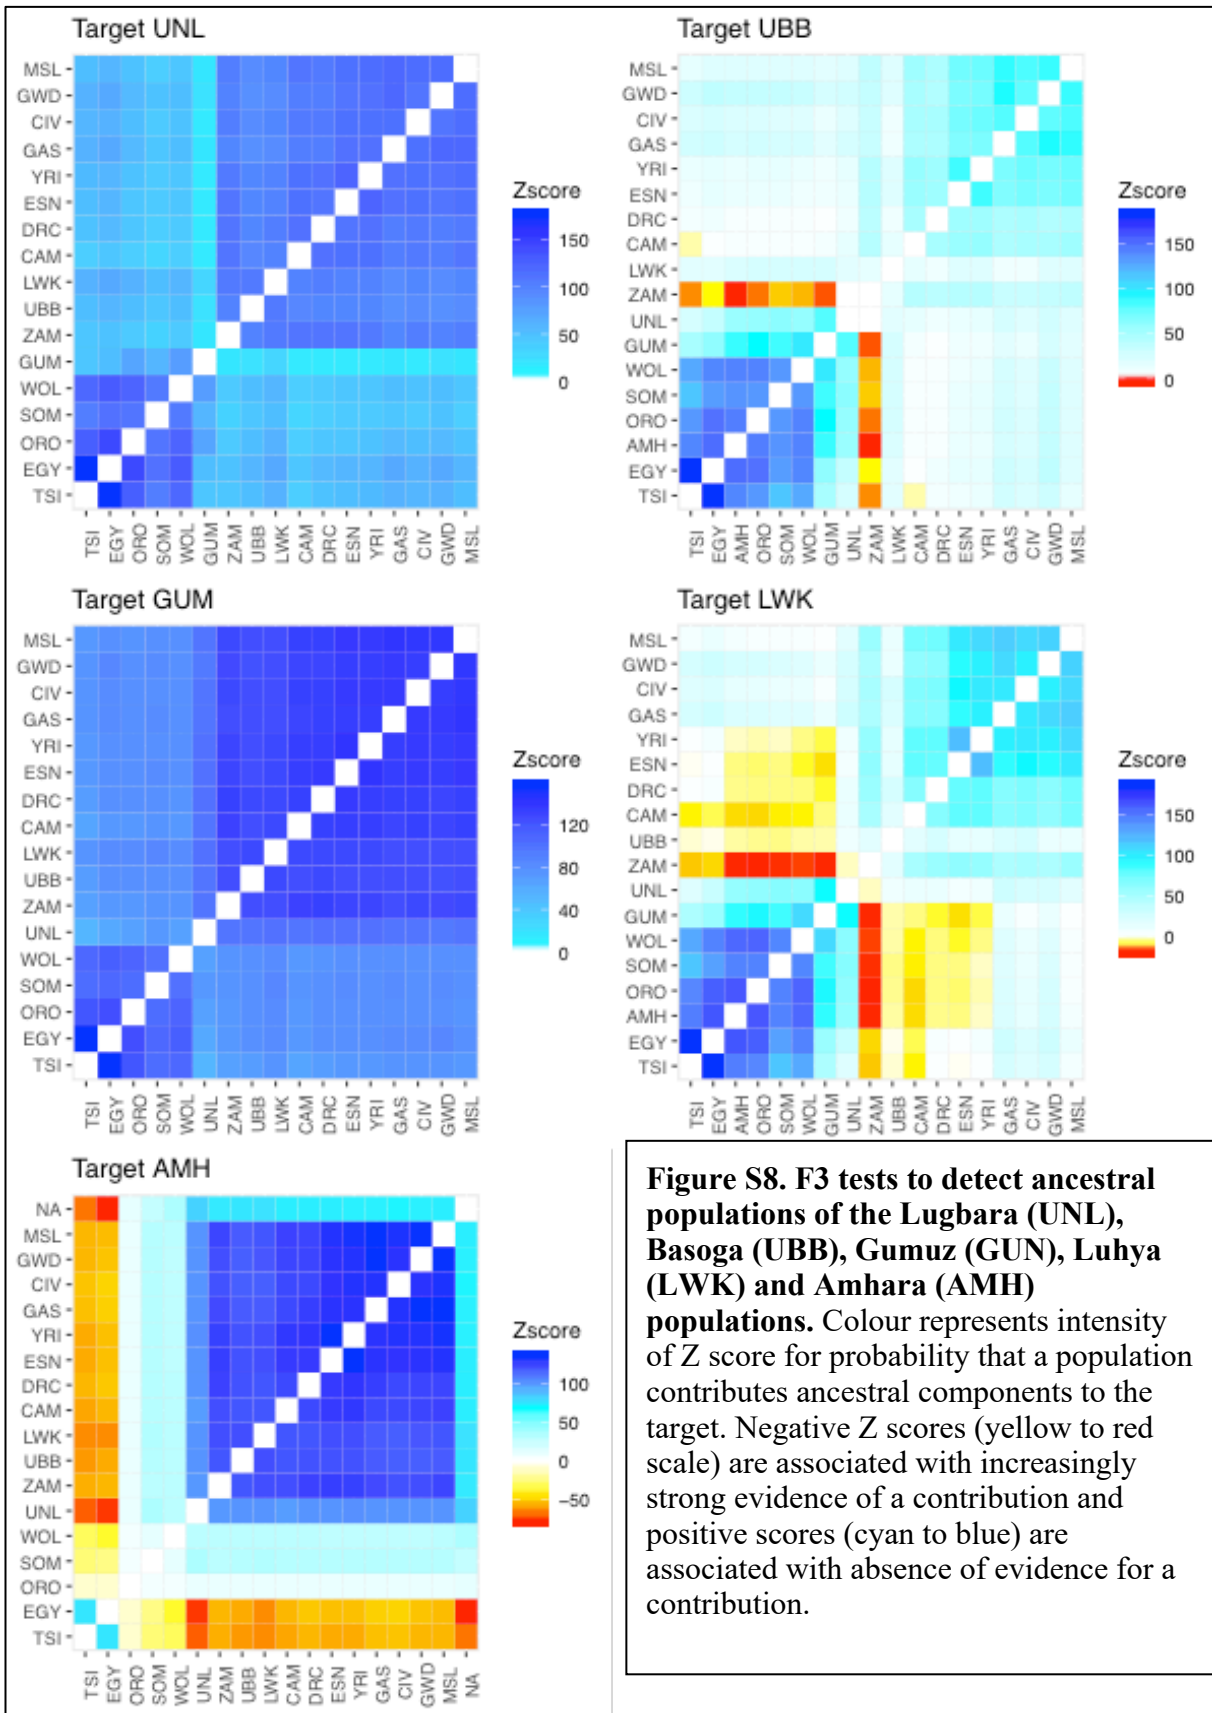 Target UNL
MSL
GWD
CIV
GAS
YRI
ESN
DRC
CAM
LWK
UBB
ZAM
GUM
WOL
SOM
ORO
EGY
TSI
TSI EGY ORO SOM WOL GUM ZAM UBB LWK CAM DRC ESN YRI GAS CIV GWD MSL
Zscore
150
100
50
0
Target UBB
MSL
GWD
CIV
GAS
YRI
ESN
DRC
CAM
LWK
ZAM
UNL
GUM
WOL
SOM
ORO
AMH
EGY
TSI
TSI EGY AMH ORO SOM WOL GUM UNL ZAM LWK CAM DRC ESN YRI GAS CIV GWD MSL
Zscore
150
100
50
0
Target GUM
MSL
GWD
CIV
GAS
YRI
ESN
DRC
CAM
LWK
UBB
ZAM
UNL
WOL
SOM
ORO
EGY
TSI
TSI EGY ORO SOM WOL UNL ZAM UBB LWK CAM DRC ESN YRI GAS CIV GWD MSL
Zscore
120
80
40
0
Target LWK
MSL
GWD
CIV
GAS
YRI
ESN
DRC
CAM
UBB
ZAM
UNL
GUM
WOL
SOM
ORO
AMH
EGY
TSI
TSI EGY AMH ORO SOM WOL GUM UNL ZAM UBB CAM DRC ESN YRI GAS CIV GWD MSL
Zscore
150
100
50
0
Target AMH
NA
MSL
GWD
CIV
GAS
YRI
ESN
DRC
CAM
LWK
UBB
ZAM
UNL
WOL
SOM
ORO
EGY
TSI
TSI EGY ORO SOM WOL UNL ZAM UBB LWK CAM DRC ESN YRI GAS CIV GWD MSL NA
Zscore
100
50
0
−50
Figure S8. F3 tests to detect ancestral
populations of the Lugbara (UNL),
Basoga (UBB), Gumuz (GUN), Luhya
(LWK) and Amhara (AMH)
populations. Colour represents intensity
of Z score for probability that a population
contributes ancestral components to the
target. Negative Z scores (yellow to red
scale) are associated with increasingly
strong evidence of a contribution and
positive scores (cyan to blue) are
associated with absence of evidence for a
contribution.